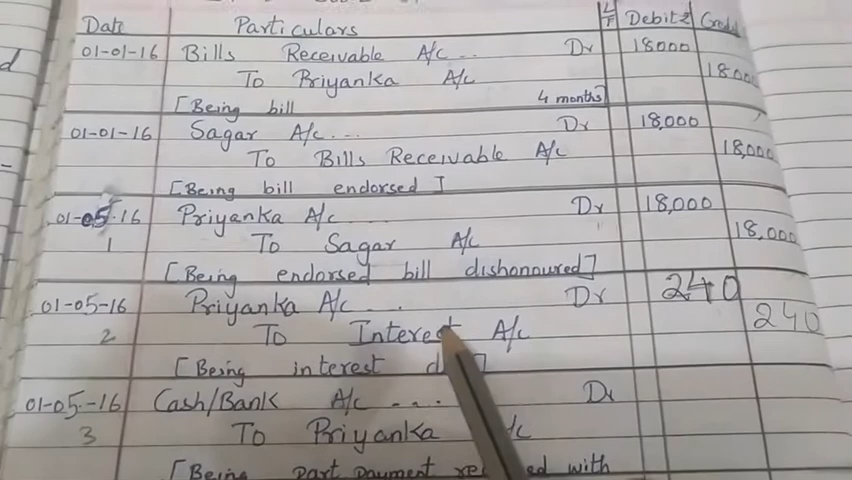 Date Particulars L/F Debit ₹ Credit
01-01-16 Bills Receivable A/c... Dr 18000
To Priyanka A/c 18,000
[Being bill 4 months]
01-01-16 Sagar A/c... Dr 18,000
To Bills Receivable A/c 18,000
[Being bill endorsed]
01-05-16 Priyanka A/c.... Dr 18,000
1 To Sagar A/c 18,000
[Being endorsed bill dishonoured]
01-05-16 Priyanka A/c... Dr 240
2 To Interest A/c 240
[Being interest
01-05-16 Cash/Bank A/c .... Dr
3 To Priyanka
[Being part payment with